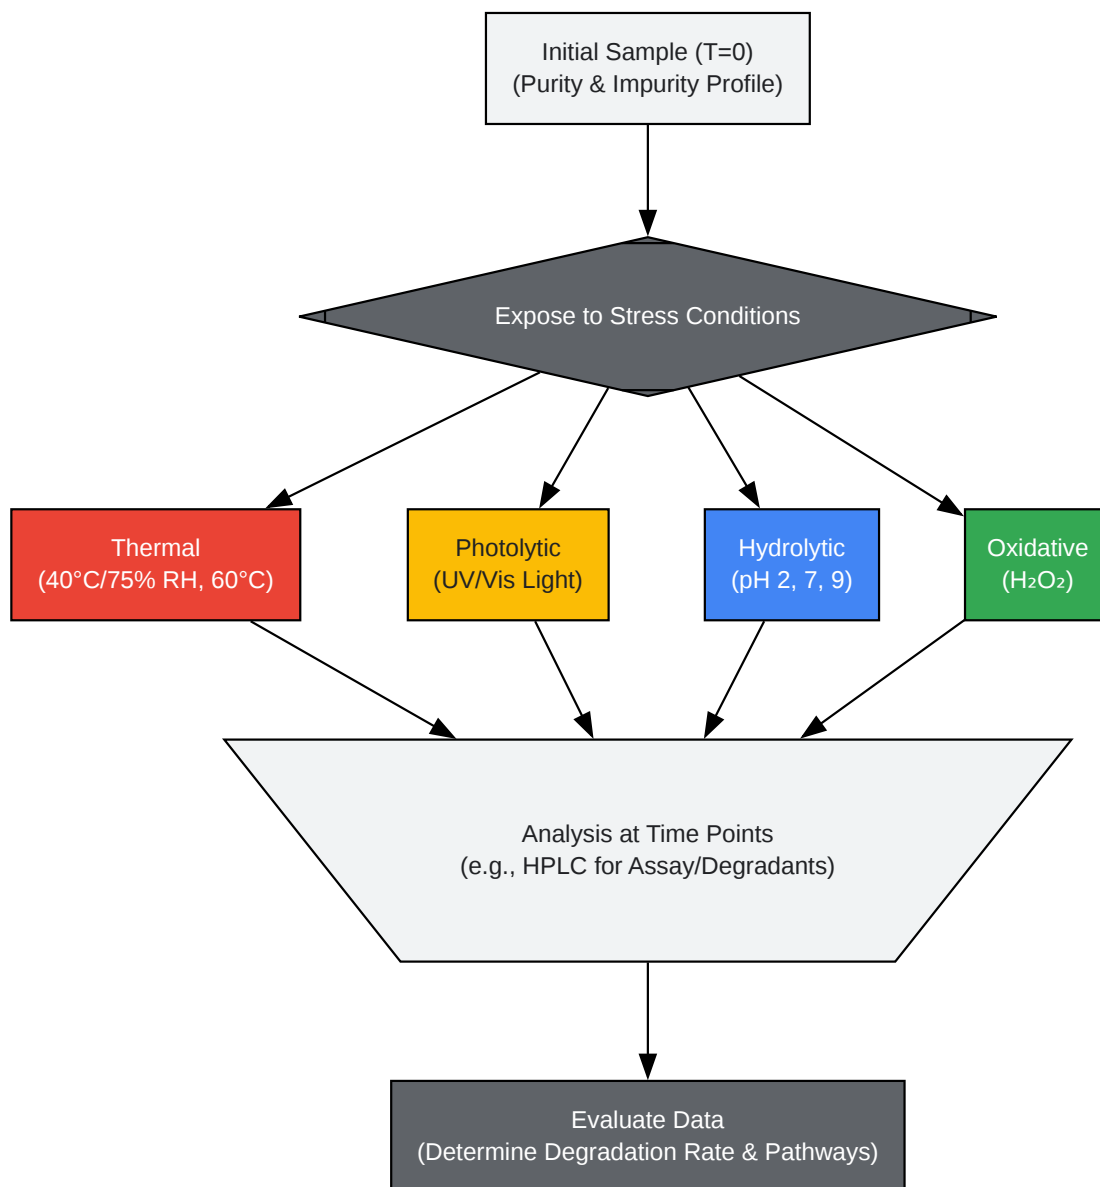 Initial Sample (T=0)
(Purity & Impurity Profile)
Expose to Stress Conditions
Thermal
(40°C/75% RH, 60°C)
Photolytic
(UV/Vis Light)
Hydrolytic
(pH 2, 7, 9)
Oxidative
(H₂O₂)
Analysis at Time Points
(e.g., HPLC for Assay/Degradants)
Evaluate Data
(Determine Degradation Rate & Pathways)